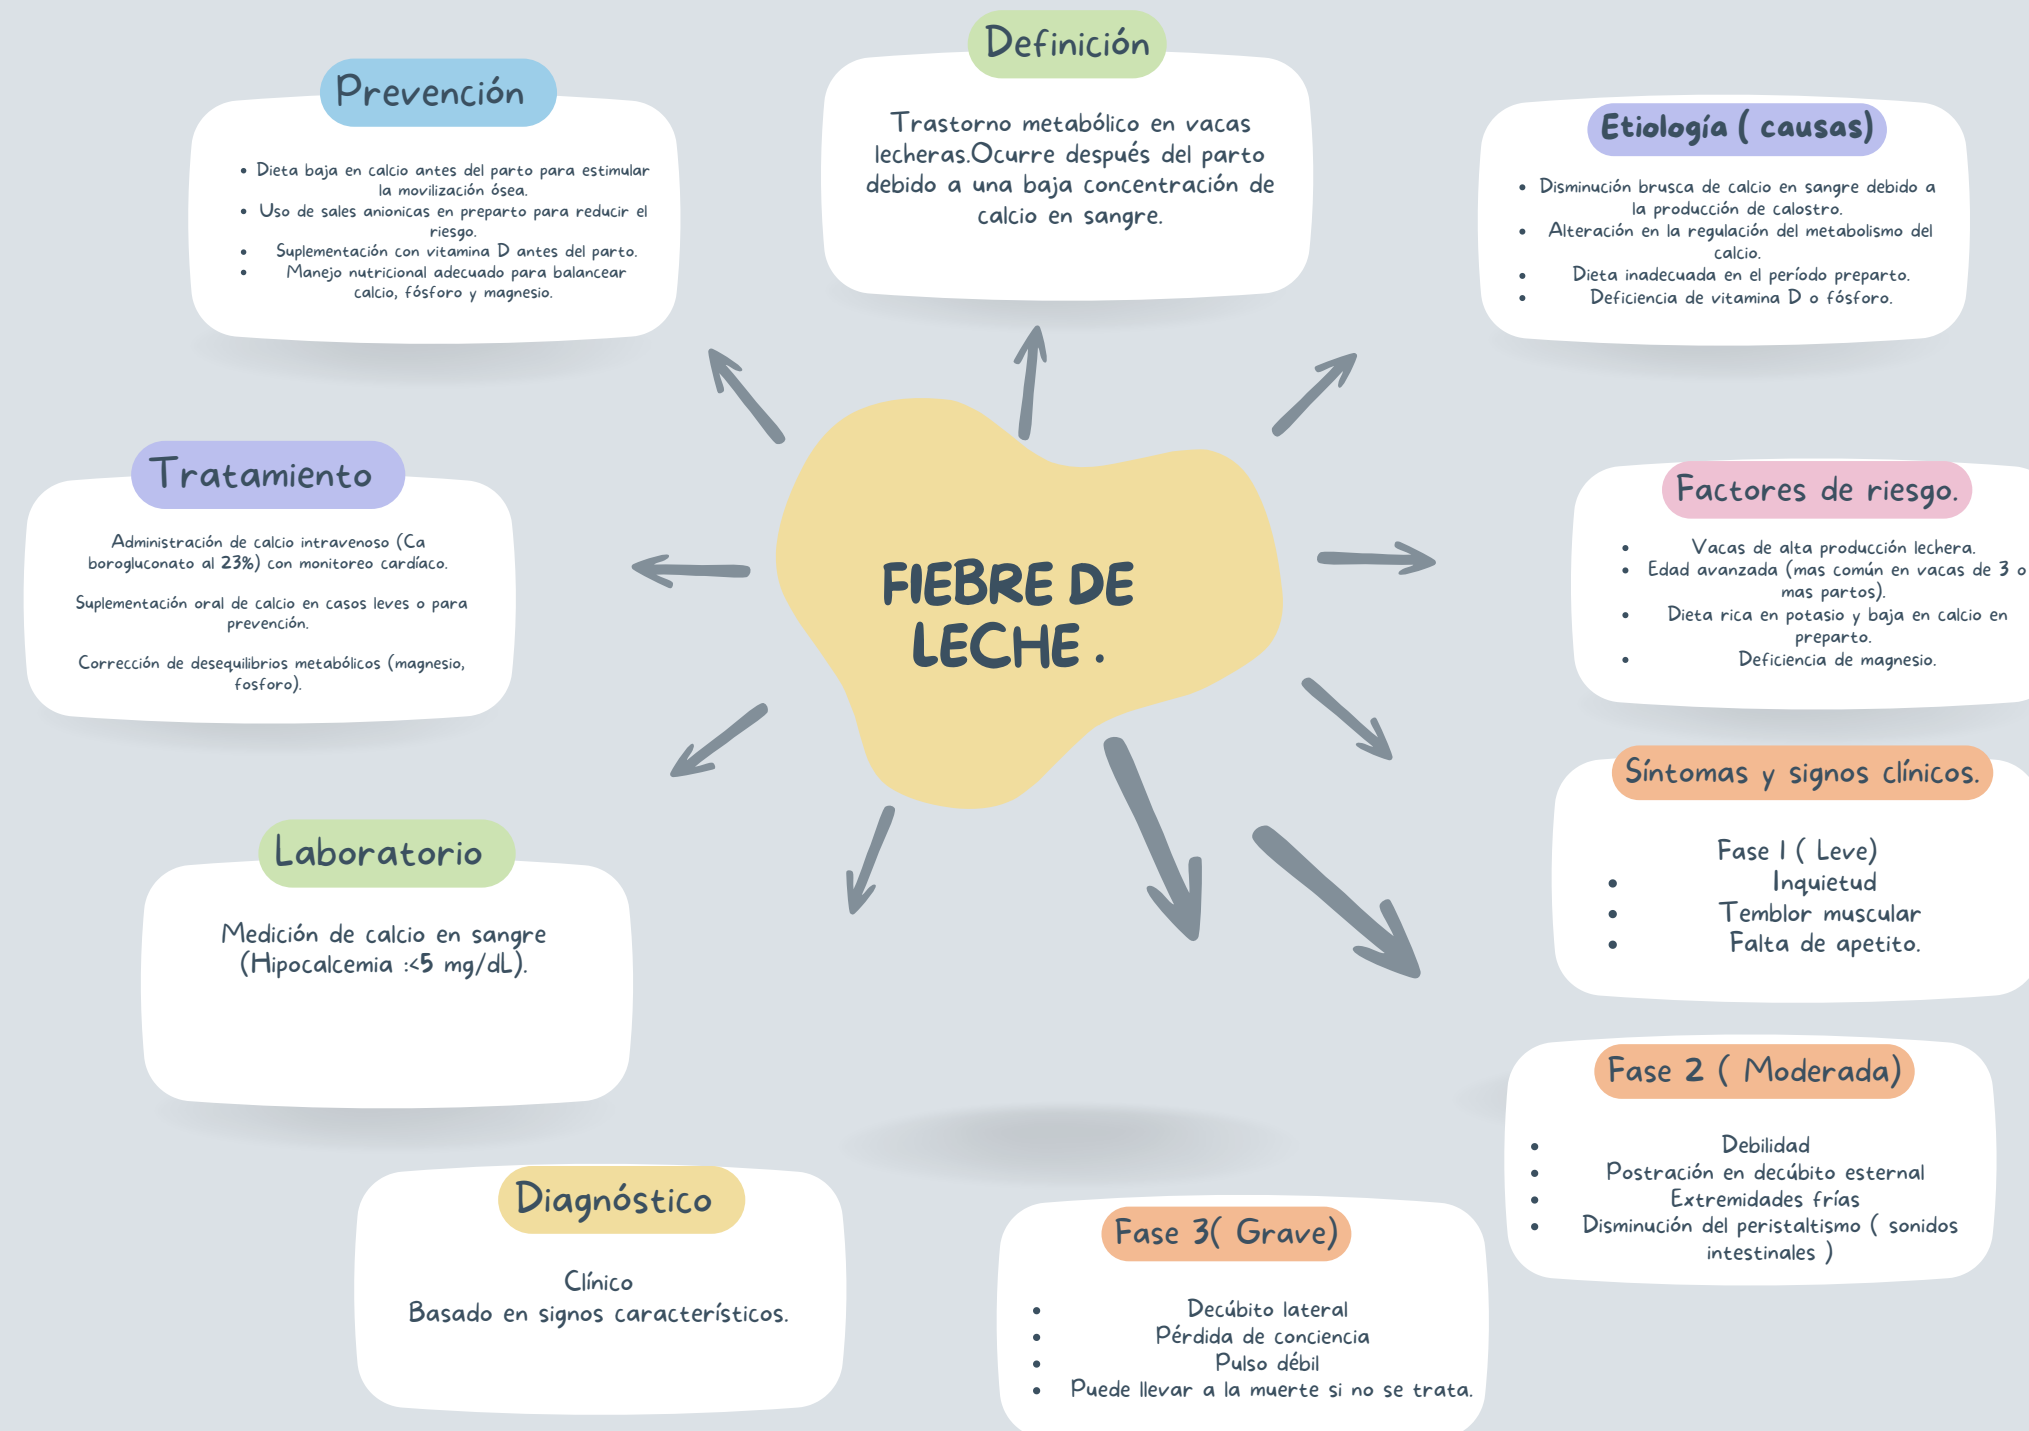 Definición
Trastorno metabólico en vacas
lecheras.Ocurre después del parto
debido a una baja concentración de
calcio en sangre.
Prevención
• Dieta baja en calcio antes del parto para estimular
la movilización ósea.
• Uso de sales anionicas en preparto para reducir el
riesgo.
• Suplementación con vitamina D antes del parto.
• Manejo nutricional adecuado para balancear
calcio, fósforo y magnesio.
Etiología ( causas)
• Disminución brusca de calcio en sangre debido a
la producción de calostro.
• Alteración en la regulación del metabolismo del
calcio.
• Dieta inadecuada en el período preparto.
• Deficiencia de vitamina D o fósforo.
Tratamiento
Administración de calcio intravenoso (Ca
borogluconato al 23%) con monitoreo cardíaco.
Suplementación oral de calcio en casos leves o para
prevención.
Corrección de desequilibrios metabólicos (magnesio,
fosforo).
FIEBRE DE
LECHE .
Factores de riesgo.
• Vacas de alta producción lechera.
• Edad avanzada (mas común en vacas de 3 o
mas partos).
• Dieta rica en potasio y baja en calcio en
preparto.
• Deficiencia de magnesio.
Síntomas y signos clínicos.
Fase 1 ( Leve)
• Inquietud
• Temblor muscular
• Falta de apetito.
Laboratorio
Medición de calcio en sangre
(Hipocalcemia :<5 mg/dL).
Fase 2 ( Moderada)
• Debilidad
• Postración en decúbito esternal
• Extremidades frías
• Disminución del peristaltismo ( sonidos
intestinales )
Diagnóstico
Clínico
Basado en signos característicos.
Fase 3( Grave)
• Decúbito lateral
• Pérdida de conciencia
• Pulso débil
• Puede llevar a la muerte si no se trata.